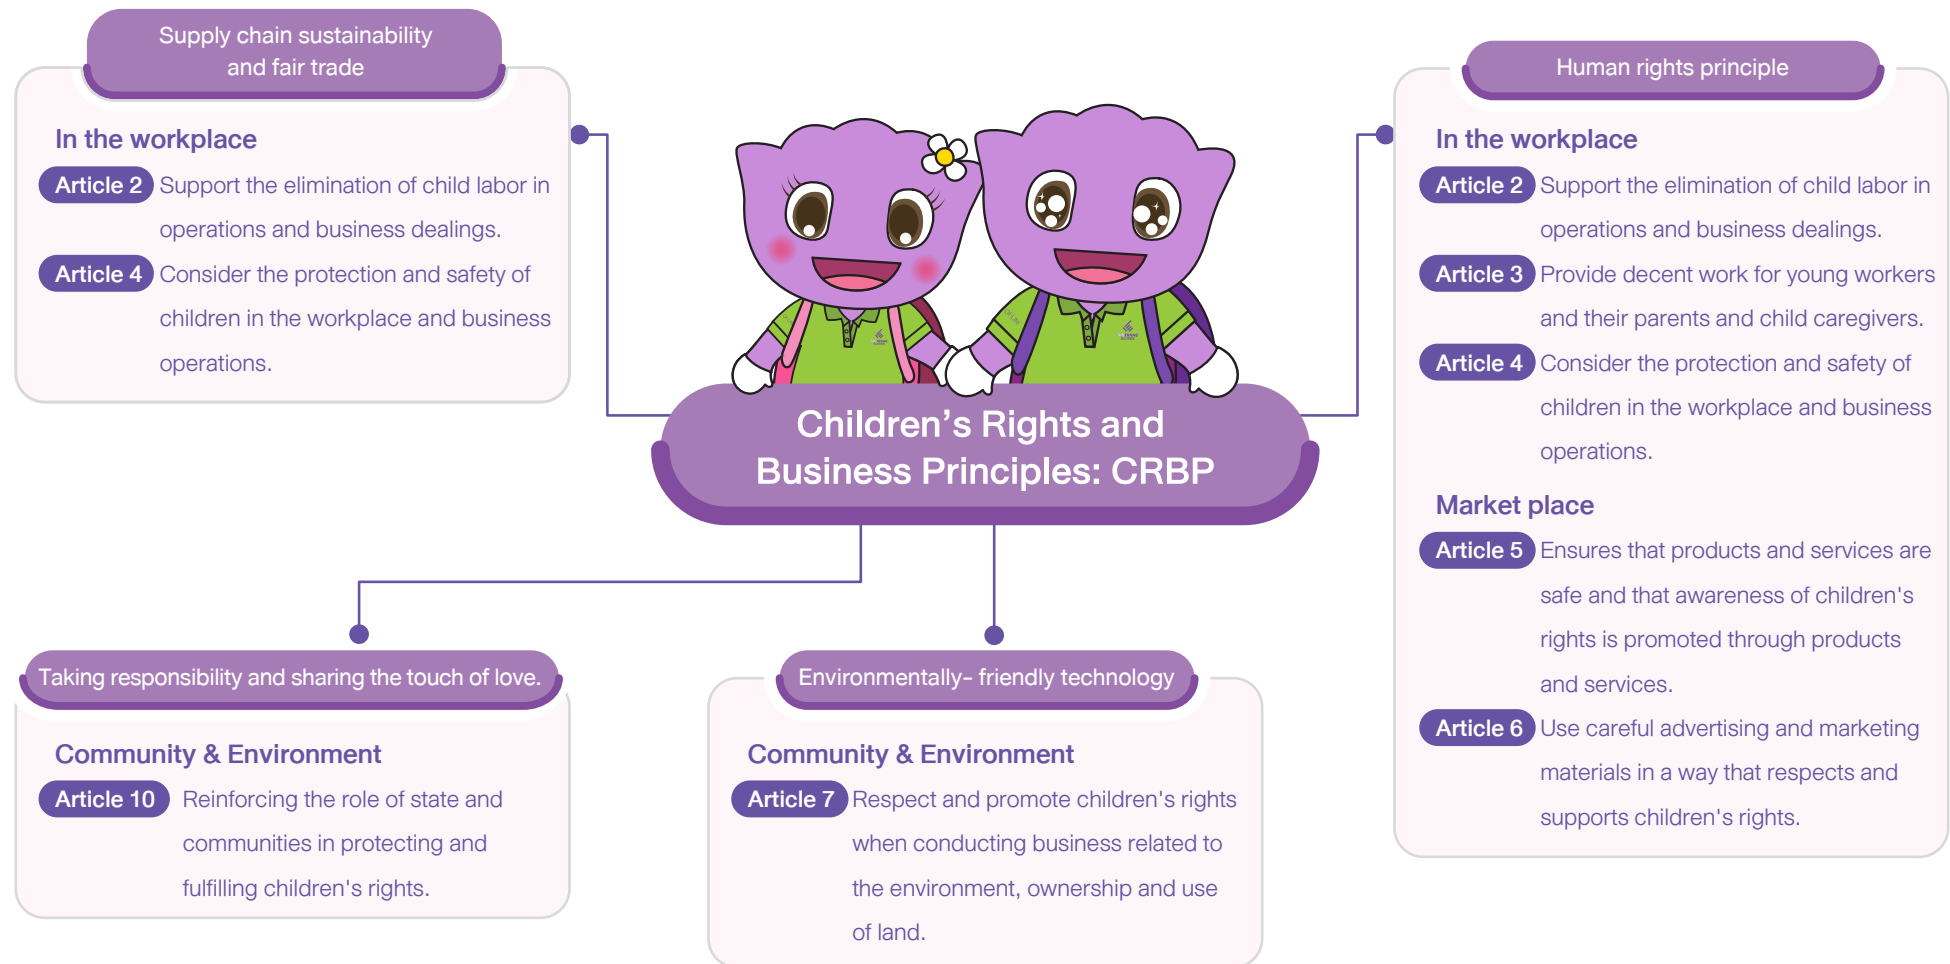 Supply chain sustainability
and fair trade
In the workplace
Article 2 Support the elimination of child labor in
operations and business dealings.
Article 4 Consider the protection and safety of
children in the workplace and business
operations.
Children’s Rights and
Business Principles: CRBP
Human rights principle
In the workplace
Article 2 Support the elimination of child labor in
operations and business dealings.
Article 3 Provide decent work for young workers
and their parents and child caregivers.
Article 4 Consider the protection and safety of
children in the workplace and business
operations.
Market place
Article 5 Ensures that products and services are
safe and that awareness of children's
rights is promoted through products
and services.
Article 6 Use careful advertising and marketing
materials in a way that respects and
supports children's rights.
Taking responsibility and sharing the touch of love.
Community & Environment
Article 10 Reinforcing the role of state and
communities in protecting and
fulfilling children's rights.
Environmentally- friendly technology
Community & Environment
Article 7 Respect and promote children's rights
when conducting business related to
the environment, ownership and use
of land.